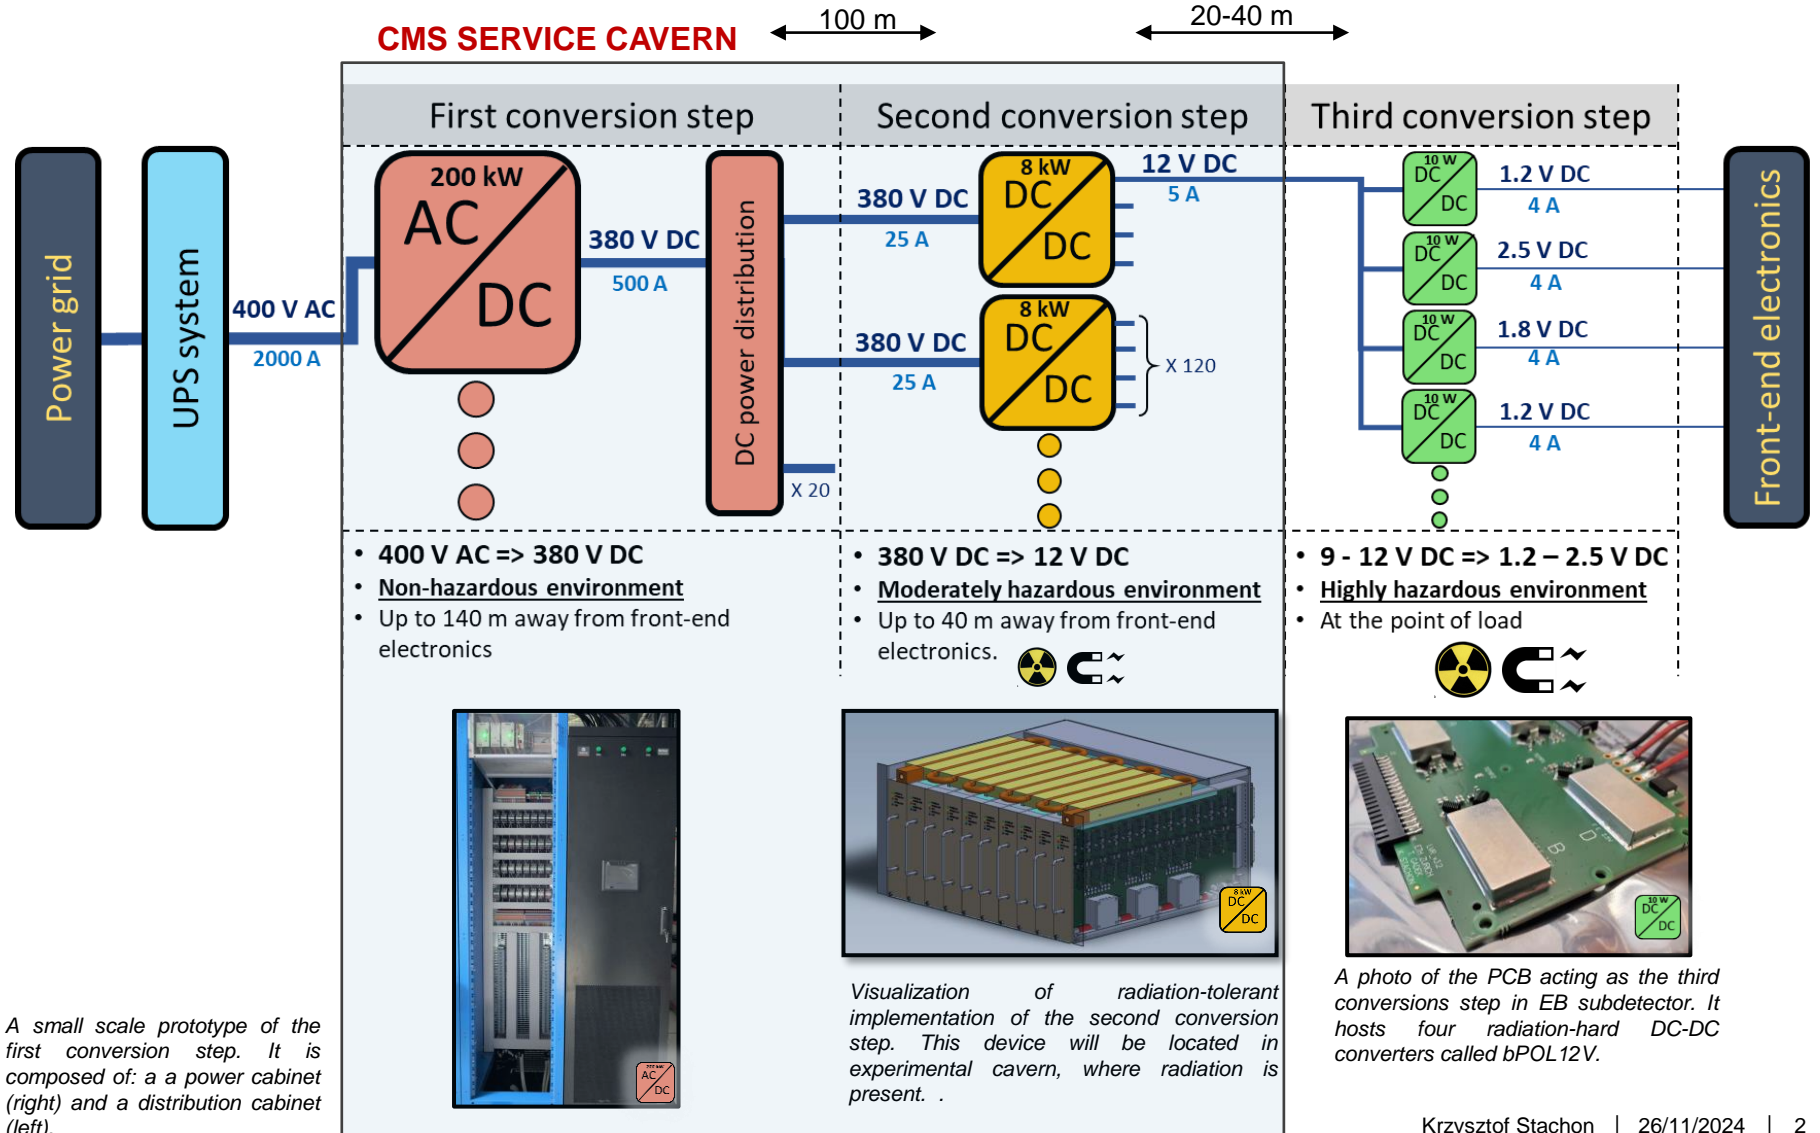 CMS SERVICE CAVERN
100 m
20-40 m
First conversion step
Second conversion step
Third conversion step
Power grid
UPS system
400 V AC
2000 A
200 kW
AC
DC
380 V DC
500 A
DC power distribution
X 20
380 V DC
25 A
8 kW
DC
DC
380 V DC
25 A
8 kW
DC
DC
X 120
12 V DC
5 A
10 W
DC
DC
1.2 V DC
4 A
10 W
DC
DC
2.5 V DC
4 A
10 W
DC
DC
1.8 V DC
4 A
10 W
DC
DC
1.2 V DC
4 A
Front-end electronics
• 400 V AC => 380 V DC
• Non-hazardous environment
• Up to 140 m away from front-end
electronics
• 380 V DC => 12 V DC
• Moderately hazardous environment
• Up to 40 m away from front-end
electronics.
• 9 - 12 V DC => 1.2 – 2.5 V DC
• Highly hazardous environment
• At the point of load
AC
DC
8 kW
DC
DC
B
D
10 W
DC
DC
A small scale prototype of the
first conversion step. It is
composed of: a a power cabinet
(right) and a distribution cabinet
(left).
Visualization of radiation-tolerant
implementation of the second conversion
step. This device will be located in
experimental cavern, where radiation is
present. .
A photo of the PCB acting as the third
conversions step in EB subdetector. It
hosts four radiation-hard DC-DC
converters called bPOL12V.
Krzysztof Stachon | 26/11/2024 | 2